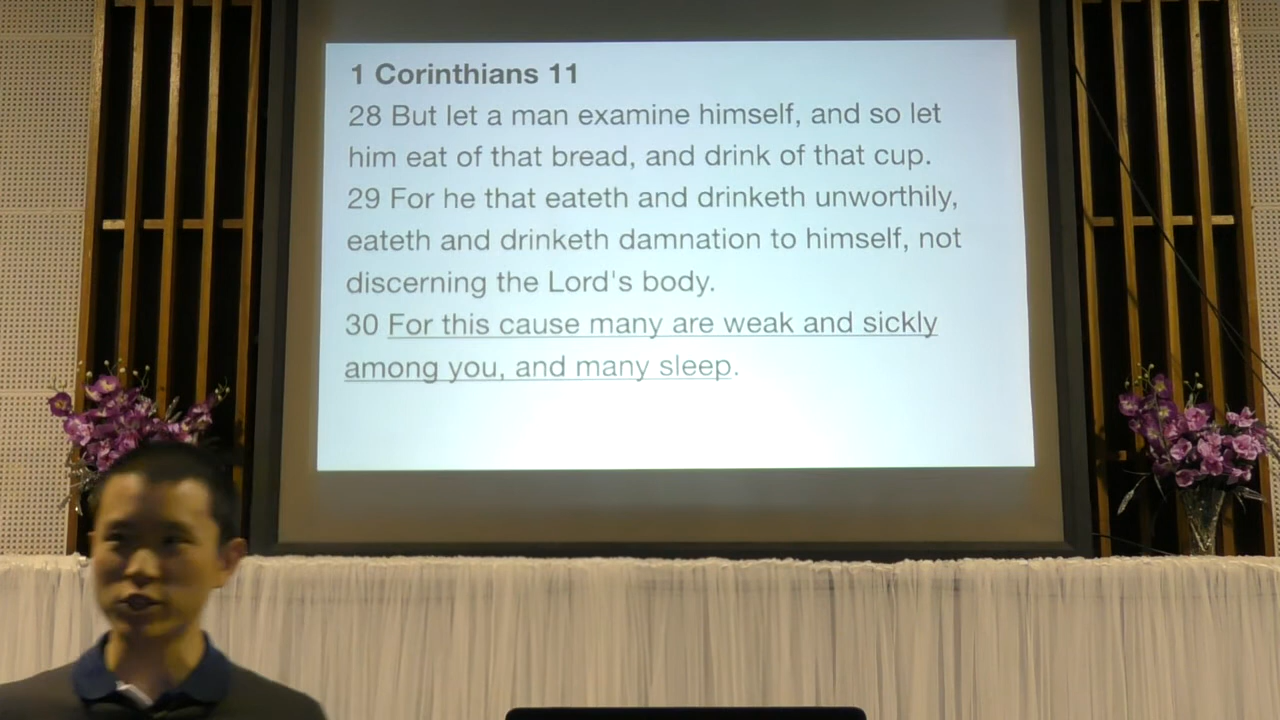 1 Corinthians 11
28 But let a man examine himself, and so let
him eat of that bread, and drink of that cup.
29 For he that eateth and drinketh unworthily,
eateth and drinketh damnation to himself, not
discerning the Lord's body.
30 For this cause many are weak and sickly
among you, and many sleep.